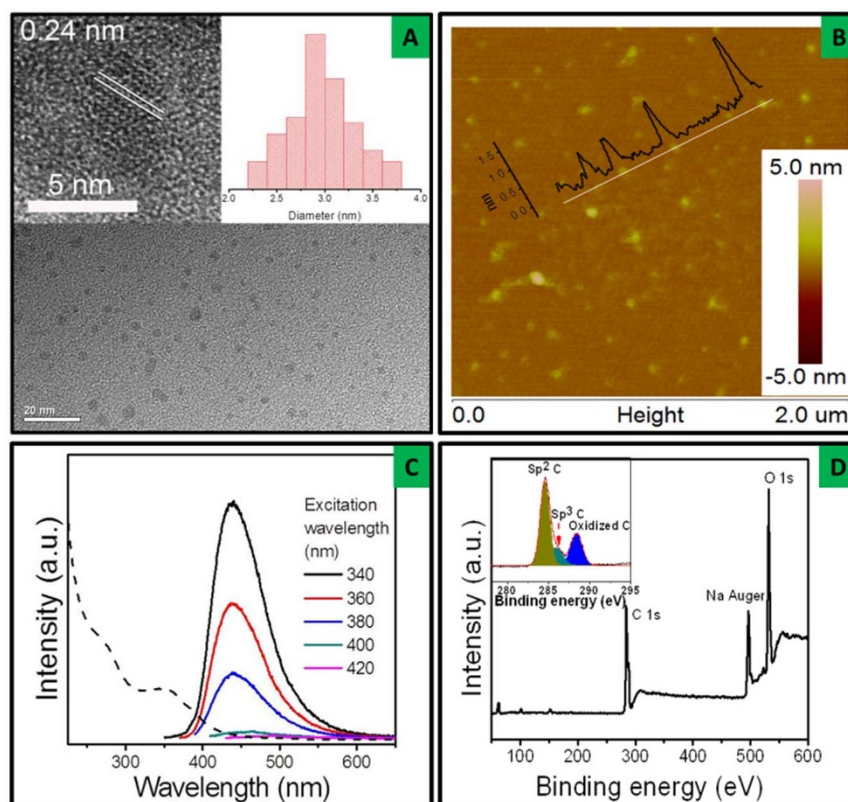 A
0.24 nm
5 nm
2.0 2.5 3.0 3.5 4.0
Diameter (nm)
20 nm
B
1.5
1.0
0.5
0.0
nm
5.0 nm
-5.0 nm
0.0 Height 2.0 um
C
Intensity (a.u.)
Excitation
wavelength
(nm)
340
360
380
400
420
300 400 500 600
Wavelength (nm)
D
Intensity (a.u.)
Sp² C
Sp³ C
Oxidized C
280 285 290 295
Binding energy (eV)
O 1s
Na Auger
C 1s
100 200 300 400 500 600
Binding energy (eV)